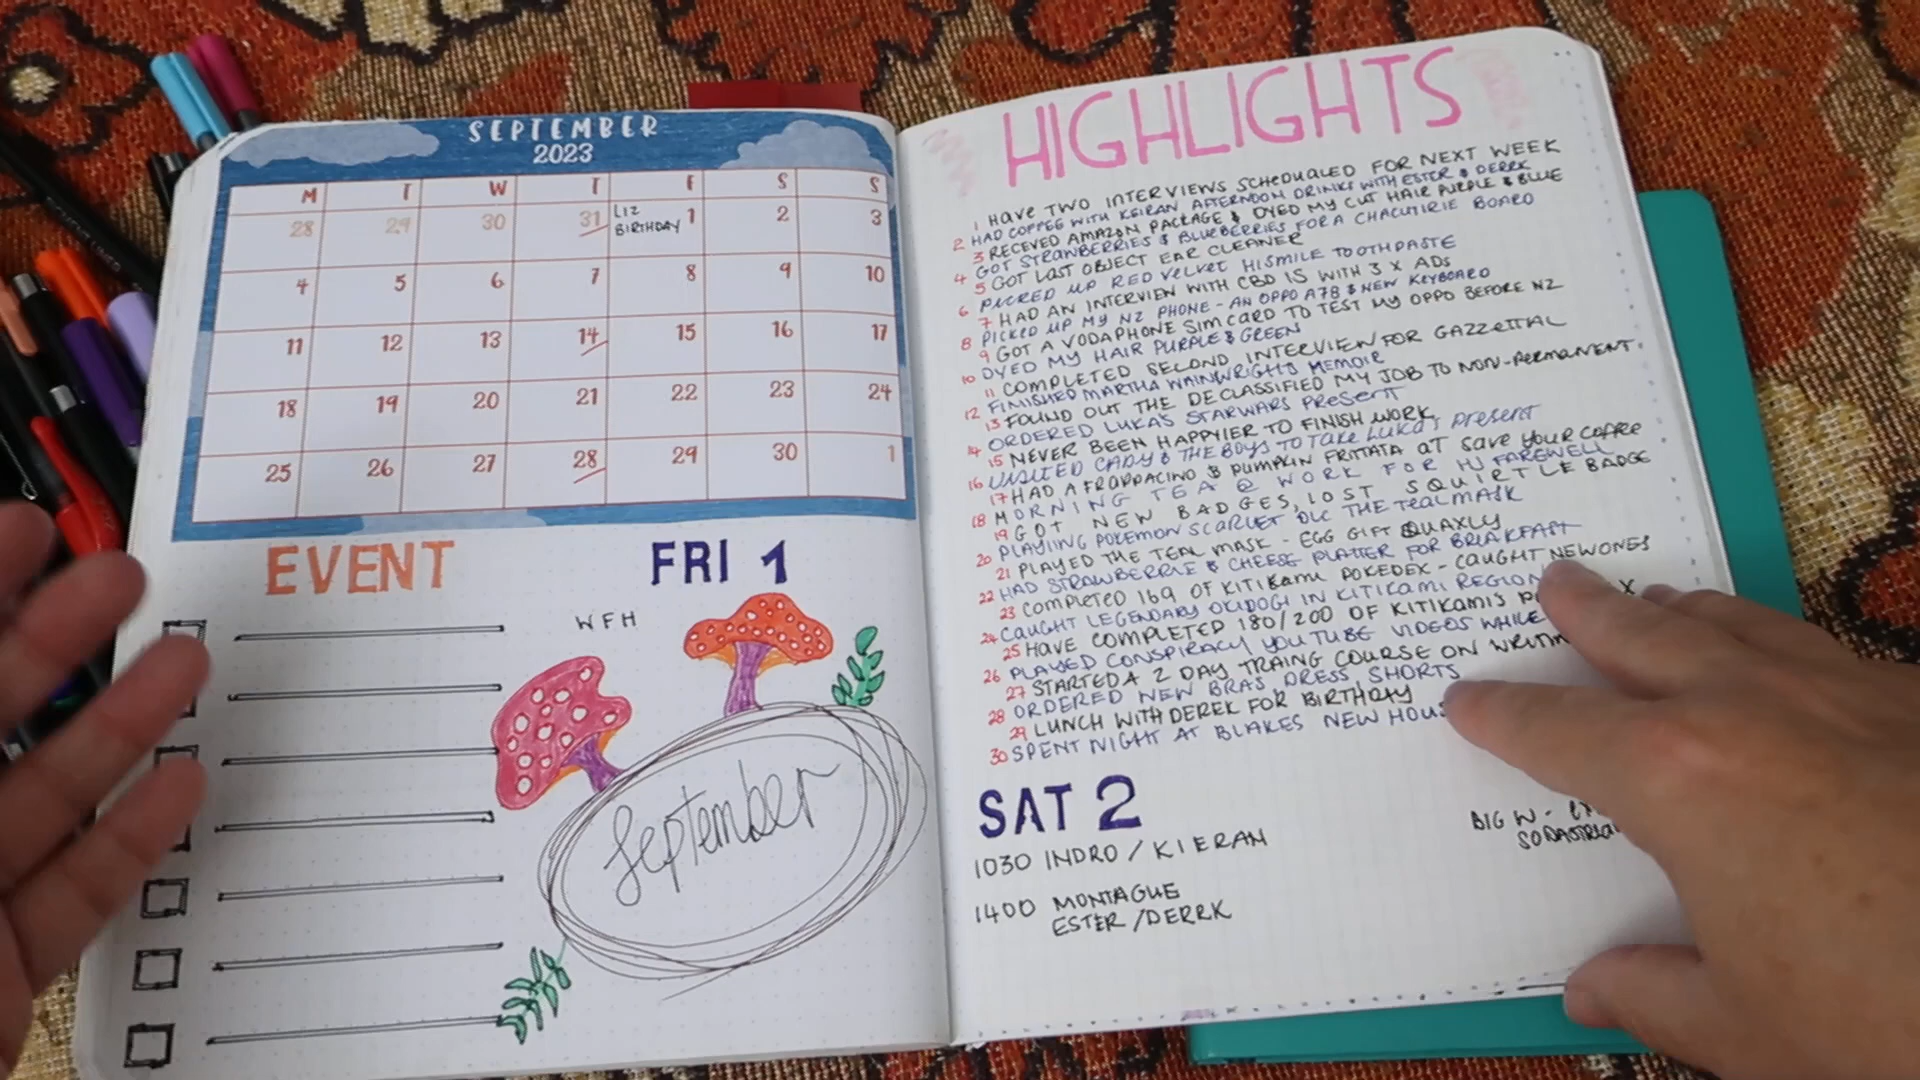 SEPTEMBER
2023
M T W T F S S
28 29 30 31 LIZ BIRTHDAY 1 2 3
4 5 6 7 8 9 10
11 12 13 14 15 16 17
18 19 20 21 22 23 24
25 26 27 28 29 30 1
EVENT
FRI 1
WFH
September
HIGHLIGHTS
1 HAVE TWO INTERVIEWS SCHEDUALED FOR NEXT WEEK
2 HAD COFFEE WITH KEIRAN AFTERNOON DRINKS WITH ESTER & DERRK
3 RECEVED AMAZON PACKAGE & DYED MY CUT HAIR PURPLE & BLUE
4 GOT STRAWBERRIES & BLUEBERRIES FOR A CHACUTIRIE BOARD
5 GOT LAST OBJECT EAR CLEANER
6 PICKED UP RED VELVET HISMILE TOOTHPASTE
7 HAD AN INTERVIEW WITH CBD IS WITH 3 X ADS
8 PICKED UP MY NZ PHONE - AN OPPO A78 & NEW KEYBOARD
9 GOT A VODAPHONE SIM CARD TO TEST MY OPPO BEFORE NZ
10 DYED MY HAIR PURPLE & GREEN
11 COMPLETED SECOND INTERVIEW FOR GAZZETTAL
12 FINISHED MARTHA WAINWRIGHTS MEMOIR
13 FOUND OUT THE DECLASSIFIED MY JOB TO NON-PERMANENT.
14 ORDERED LUKAS STARWARS PRESENT
15 NEVER BEEN HAPPYIER TO FINISH WORK
16 VISITED CADY & THE BOYS TO TAKE LUKA'S PRESENT
17 HAD A FRAPPACINO & PUMPKIN FRITTATA AT SAVE YOUR COFFEE
18 MORNING TEA @ WORK FOR HJ FAREWELL
19 GOT NEW BADGES, LOST SQUIRTLE BADGE
20 PLAYIING POKEMON SCARLET DLC THE TEAL MASK
21 PLAYED THE TEAL MASK - EGG GIFT QUAXLY
22 HAD STRAWBERRIE & CHEESE PLATTER FOR BREAKFAST
23 COMPLETED 169 OF KITIKAMI POKEDEX - CAUGHT NEW ONES
24 CAUGHT LEGENDARY OKIDOGI IN KITIKAMI REGION
25 HAVE COMPLETED 180/200 OF KITIKAMIS X
26 PLAYED CONSPIRACY YOUTUBE VIDEOS WHILE
27 STARTED A 2 DAY TRAING COURSE ON
28 ORDERED NEW BRAS DRESS SHORTS
29 LUNCH WITH DEREK FOR BIRTHDAY
30 SPENT NIGHT AT BLAKES NEW
SAT 2
1030 INDRO / KIERAN
1400 MONTAGUE
ESTER / DERRK
BIG W -